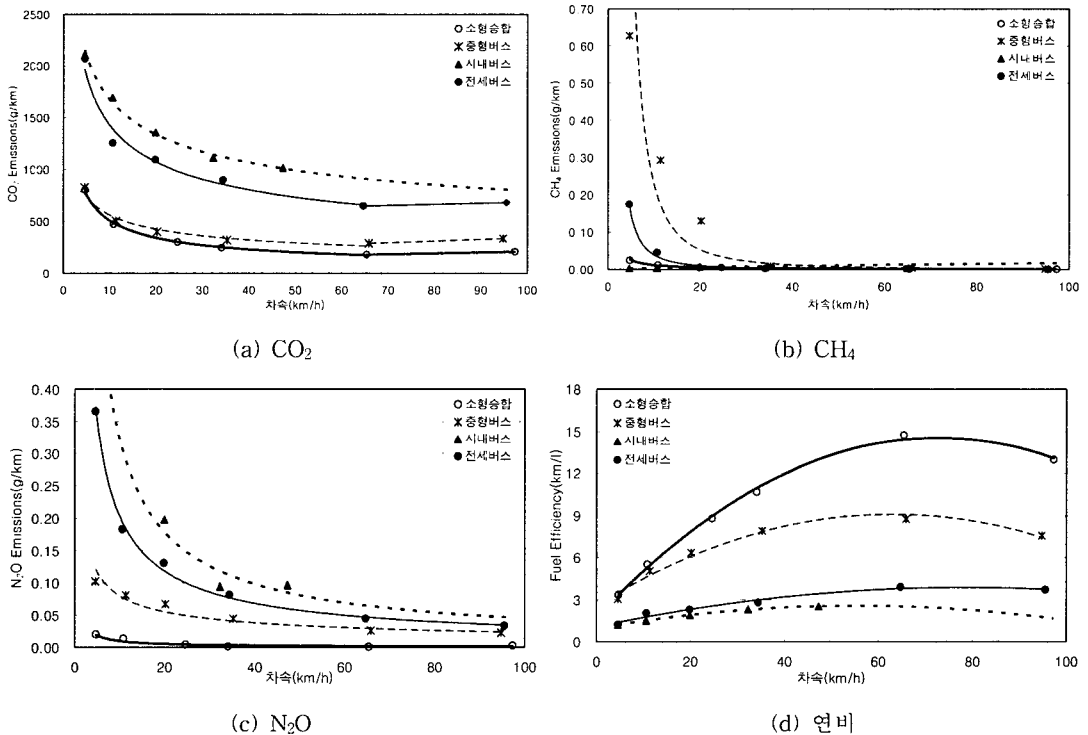 2500
2000
1500
1000
500
0
CO₂ Emissions(g/km)
0 10 20 30 40 50 60 70 80 90 100
차속(km/h)
○소형승합
중형버스
▲시내버스
●전세버스
(a) CO₂
0.70
0 60
0.50
0.40
0.30
0.20
0.10
0 00
CH₄ Emissions(g/km)
0 20 40 60 80 100
차속(km/h)
○소형승합
중형버스
▲시내버스
●전세버스
(b) CH₄
0.40
0.35
0.30
0.25
0.20
0.15
0.10
0.05
0.00
N₂O Emissions(g/km)
0 20 40 60 80 100
차속(km/h)
○소형승합
중형버스
▲시내버스
●전세버스
(c) N₂O
18
15
12
9
6
3
0
Fuel Efficiency(km/l)
0 20 40 60 80 100
차속(km/h)
○소형승합
중형버스
▲시내버스
●전세버스
(d) 연비